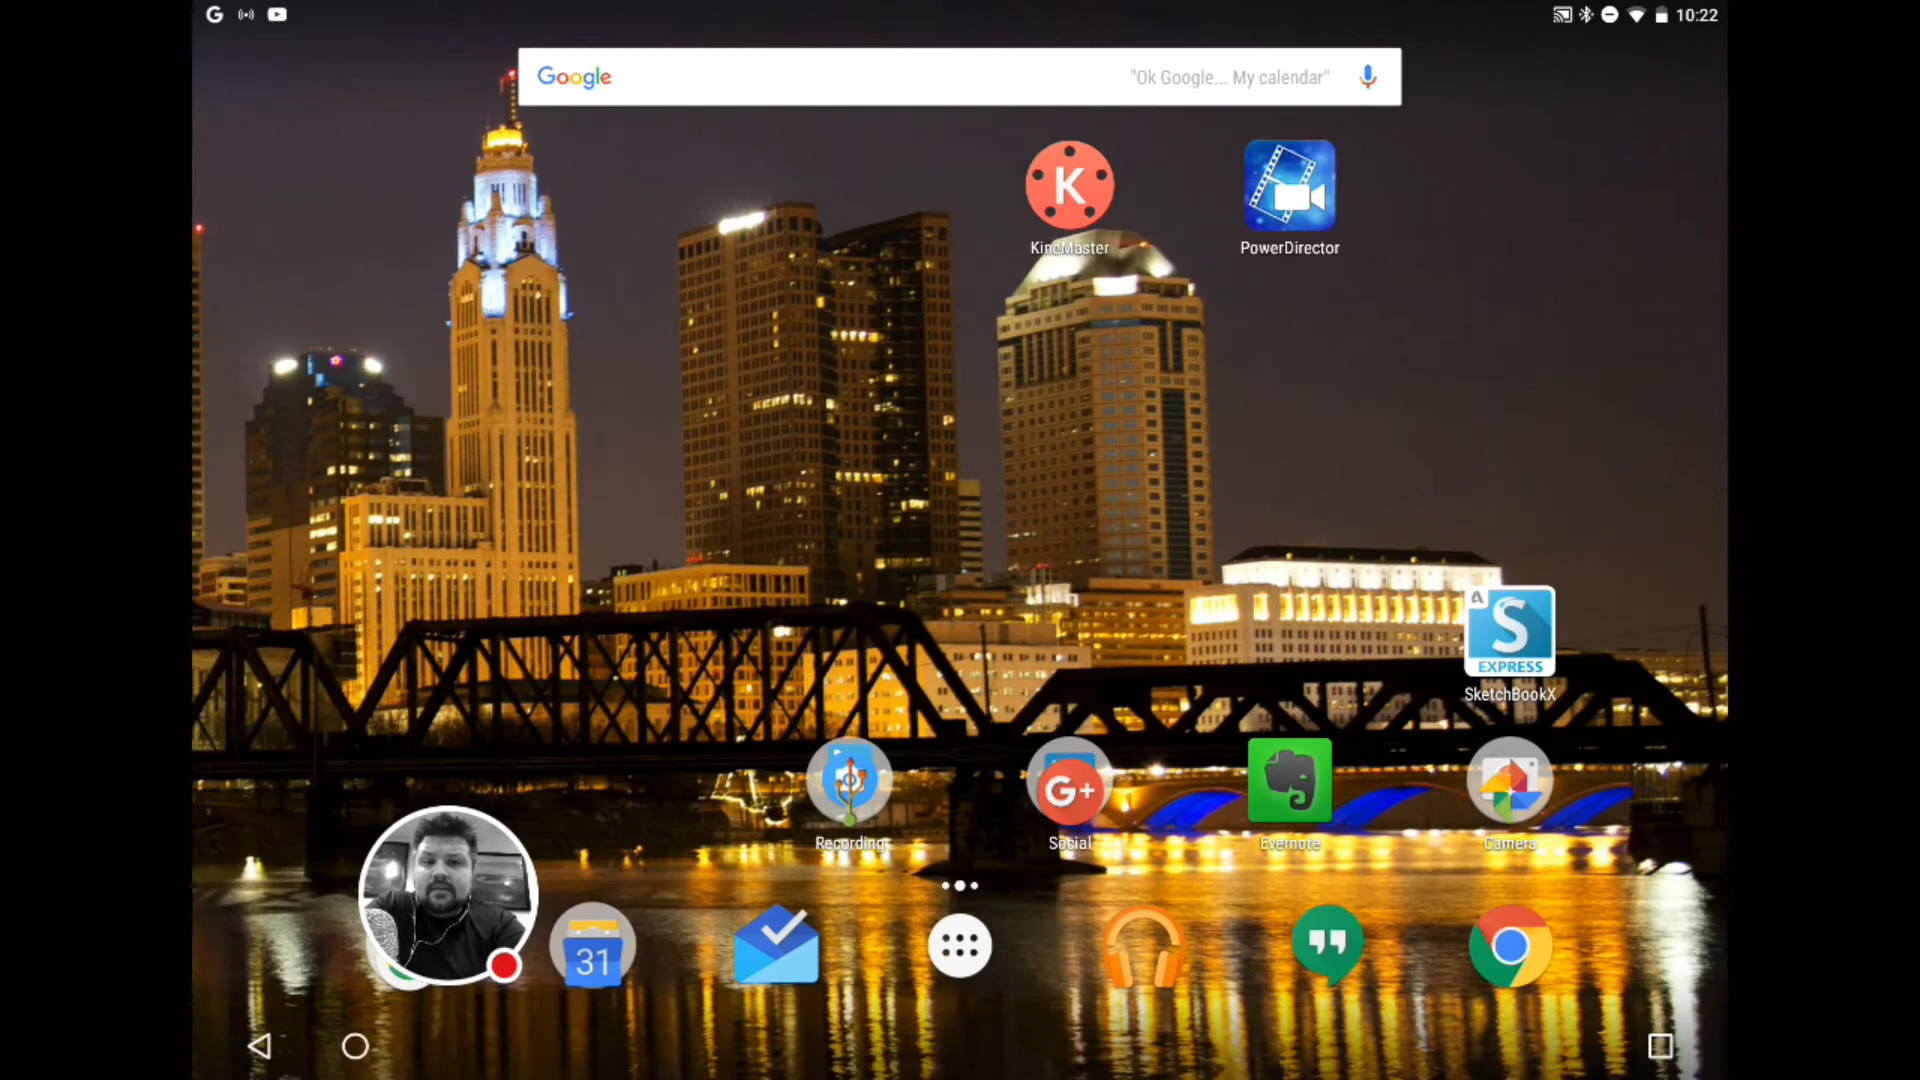 10:22
Google
"Ok Google... My calendar"
K
KineMaster
PowerDirector
A
S
EXPRESS
SketchBookX
G+
Recording
Social
Evernote
Camera
31